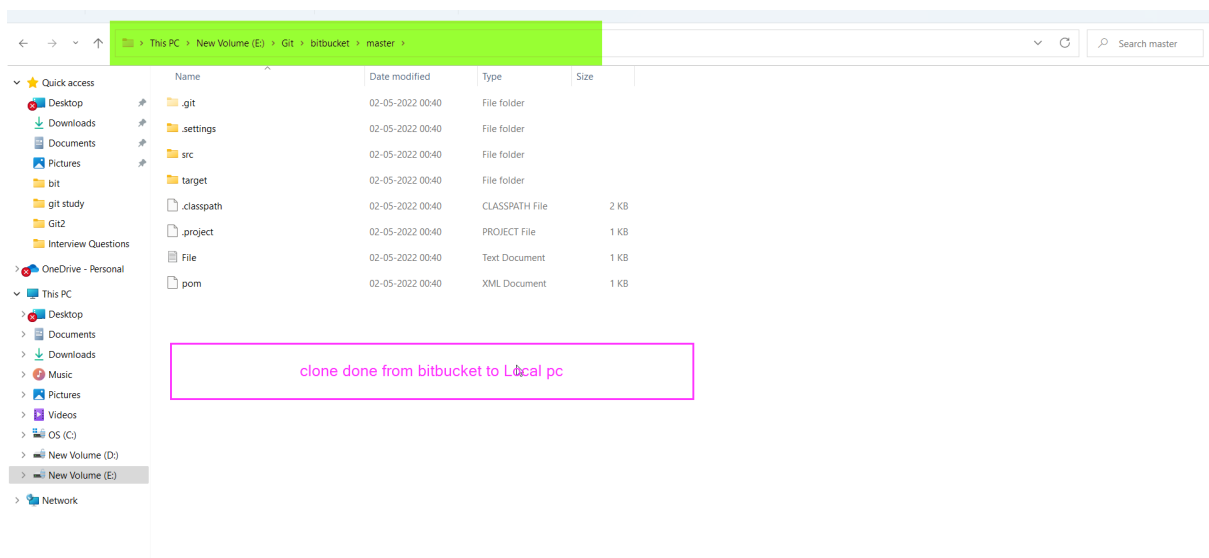 This PC > New Volume (E:) > Git > bitbucket > master >
Search master
Name Date modified Type Size
Quick access
Desktop
Downloads
Documents
Pictures
bit
git study
Git2
Interview Questions
OneDrive - Personal
This PC
Desktop
Documents
Downloads
Music
Pictures
Videos
OS (C:)
New Volume (D:)
New Volume (E:)
Network
.git 02-05-2022 00:40 File folder
.settings 02-05-2022 00:40 File folder
src 02-05-2022 00:40 File folder
target 02-05-2022 00:40 File folder
.classpath 02-05-2022 00:40 CLASSPATH File 2 KB
.project 02-05-2022 00:40 PROJECT File 1 KB
File 02-05-2022 00:40 Text Document 1 KB
pom 02-05-2022 00:40 XML Document 1 KB
clone done from bitbucket to Local pc